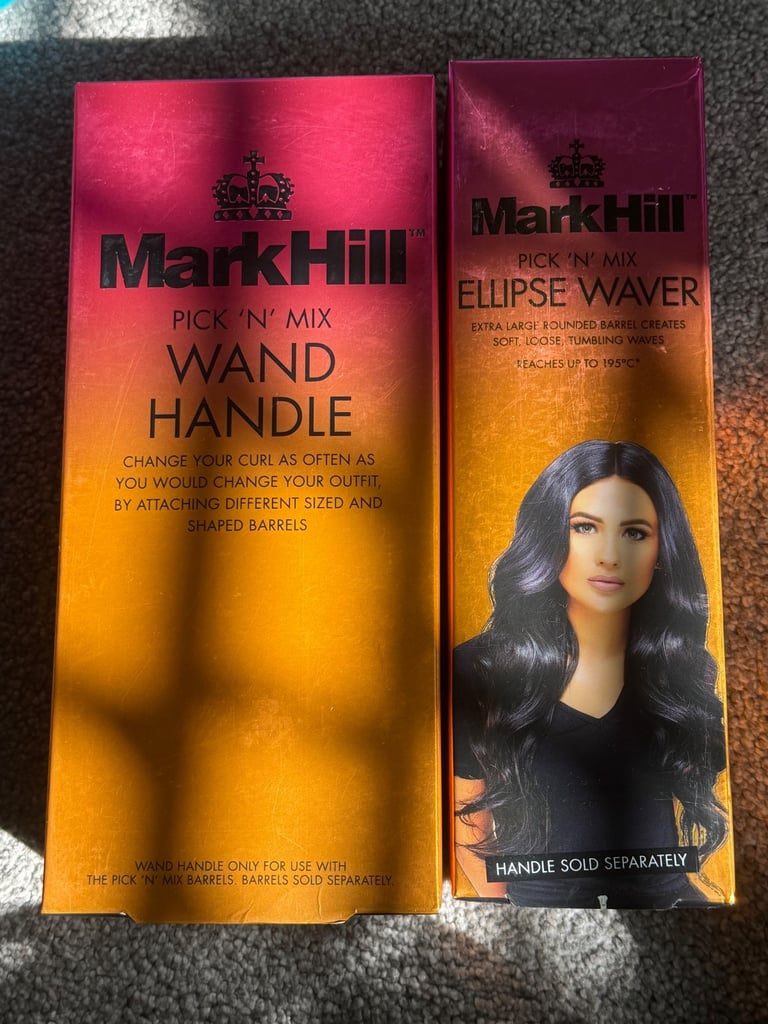 MarkHill™
PICK 'N' MIX
WAND
HANDLE
CHANGE YOUR CURL AS OFTEN AS
YOU WOULD CHANGE YOUR OUTFIT,
BY ATTACHING DIFFERENT SIZED AND
SHAPED BARRELS
WAND HANDLE ONLY FOR USE WITH
THE PICK 'N' MIX BARRELS. BARRELS SOLD SEPARATELY.
MarkHill™
PICK 'N' MIX
ELLIPSE WAVER
EXTRA LARGE ROUNDED BARREL CREATES
SOFT, LOOSE, TUMBLING WAVES
REACHES UP TO 195°C*
HANDLE SOLD SEPARATELY